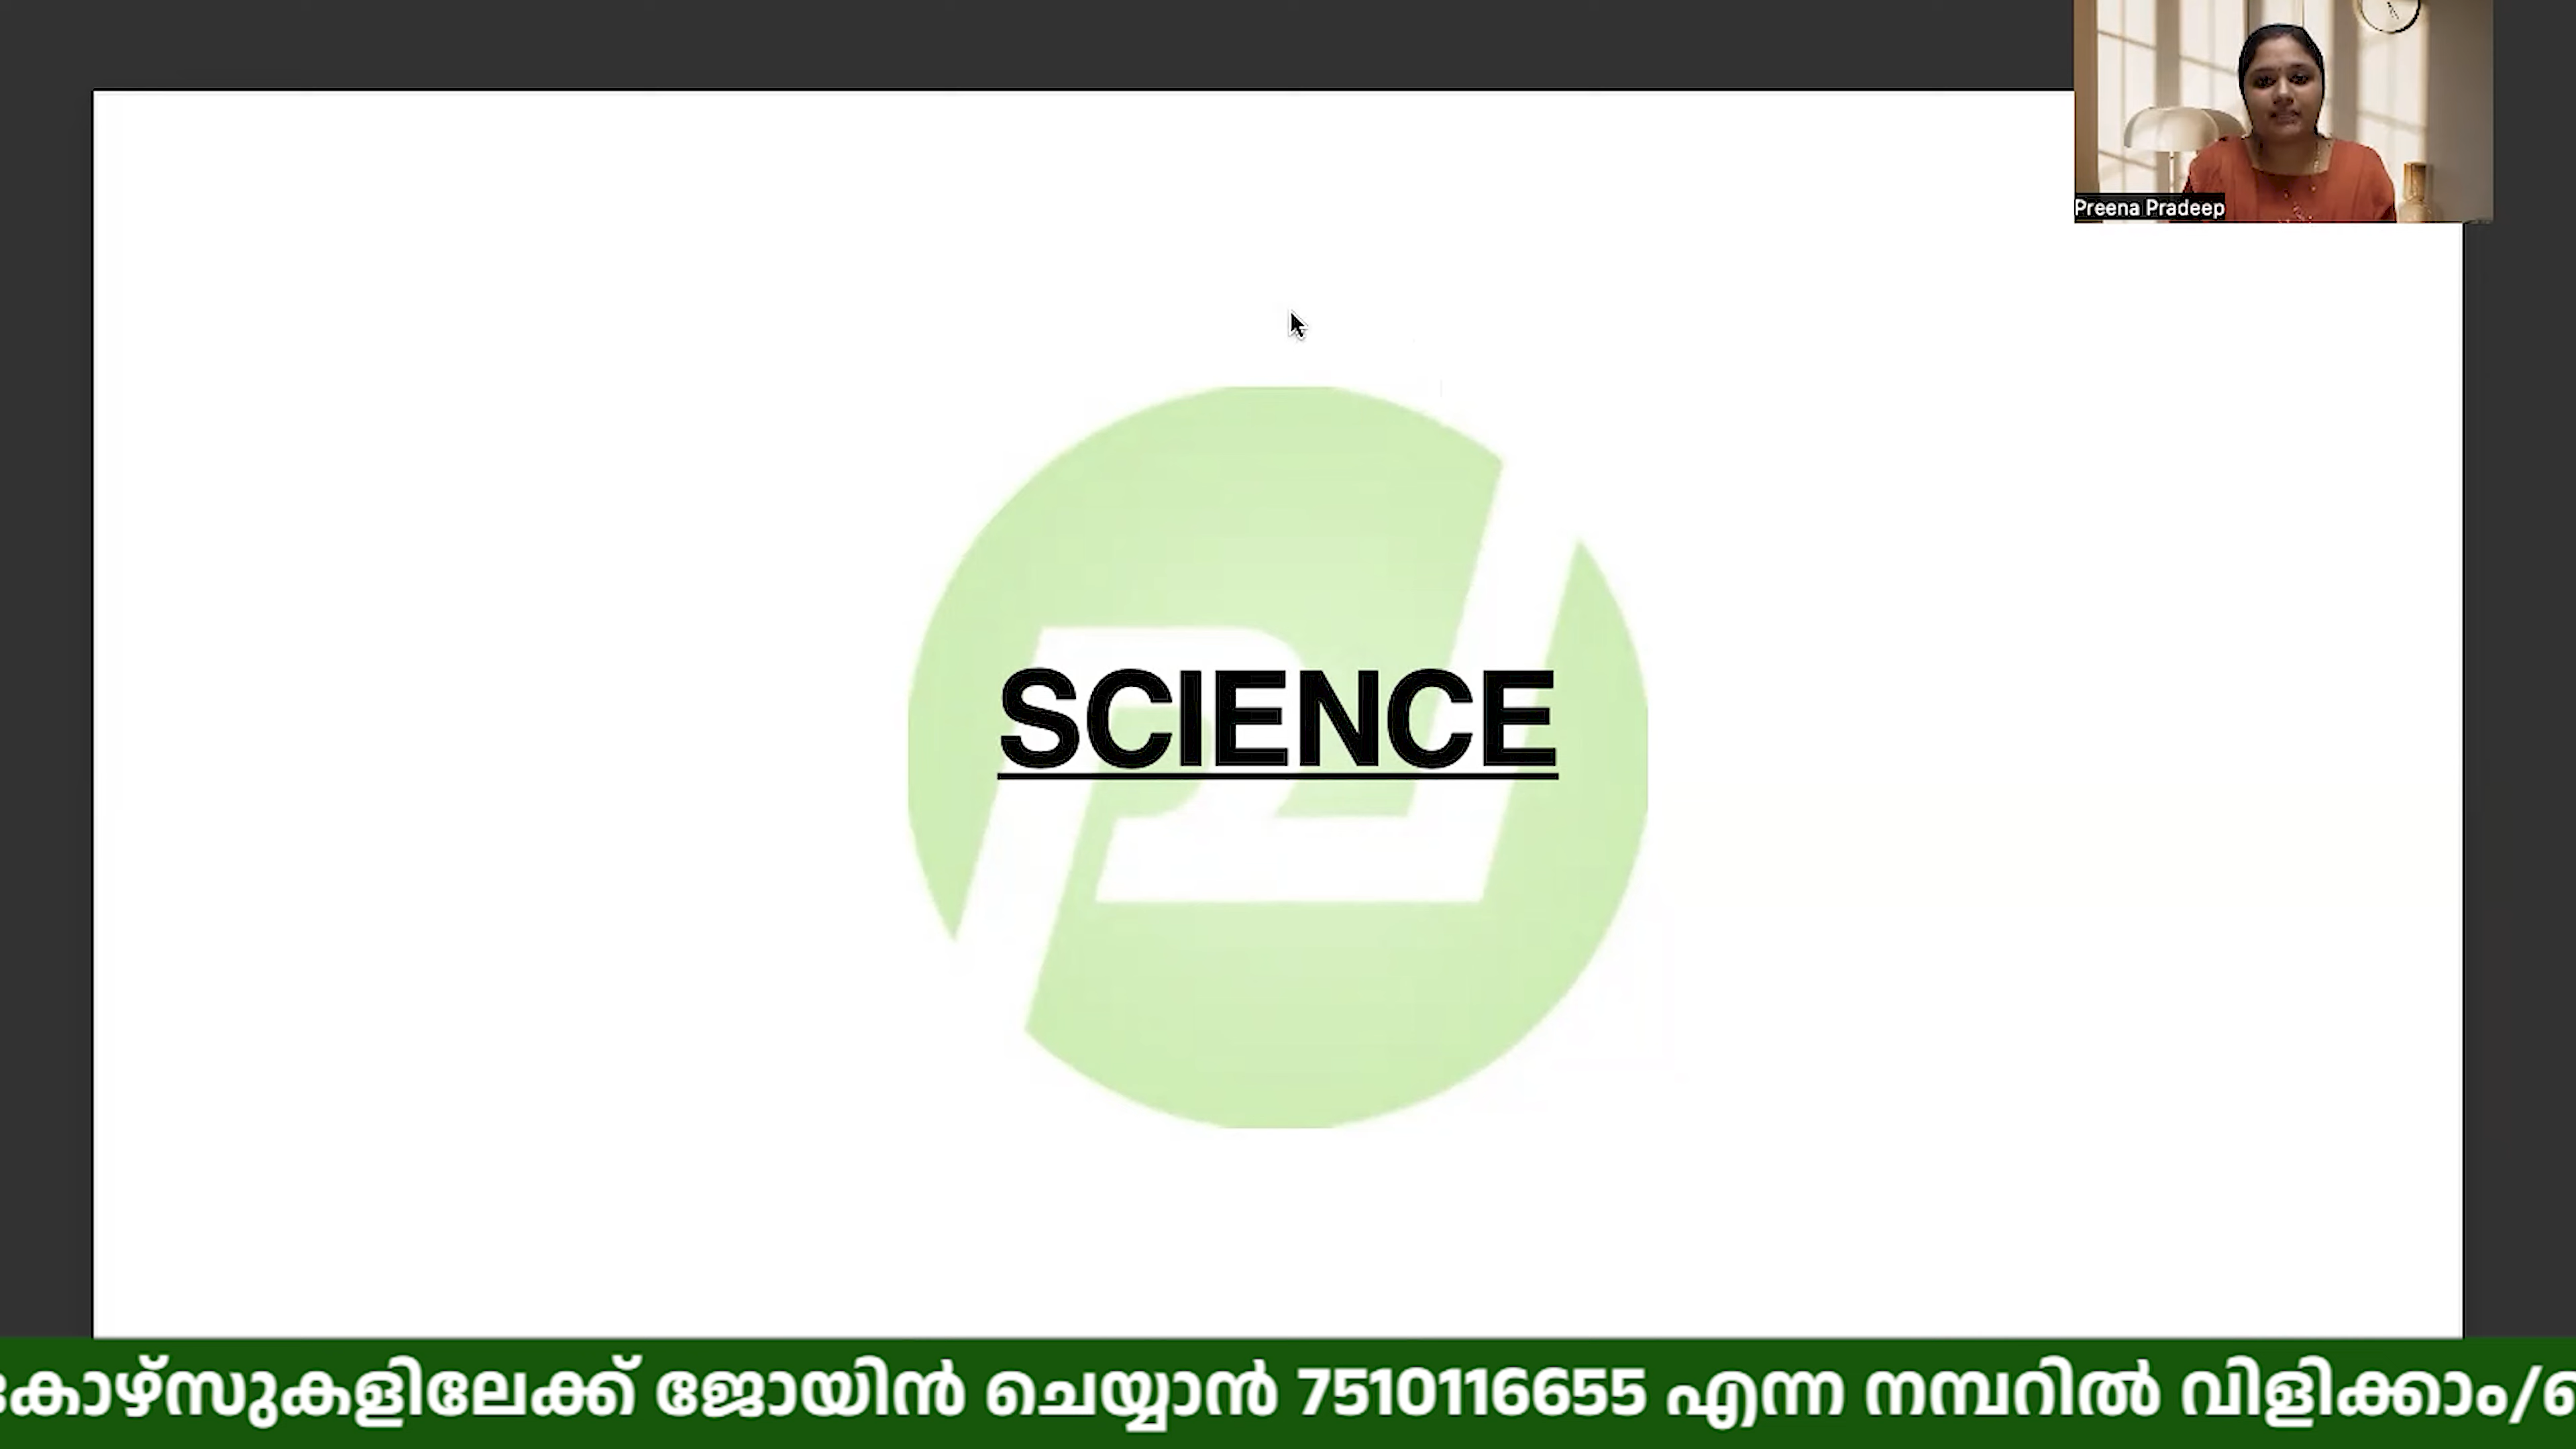 Preena Pradeep
SCIENCE
കോഴ്സുകളിലേക്ക് ജോയിൻ ചെയ്യാൻ 7510116655 എന്ന നമ്പറിൽ വിളിക്കാം/